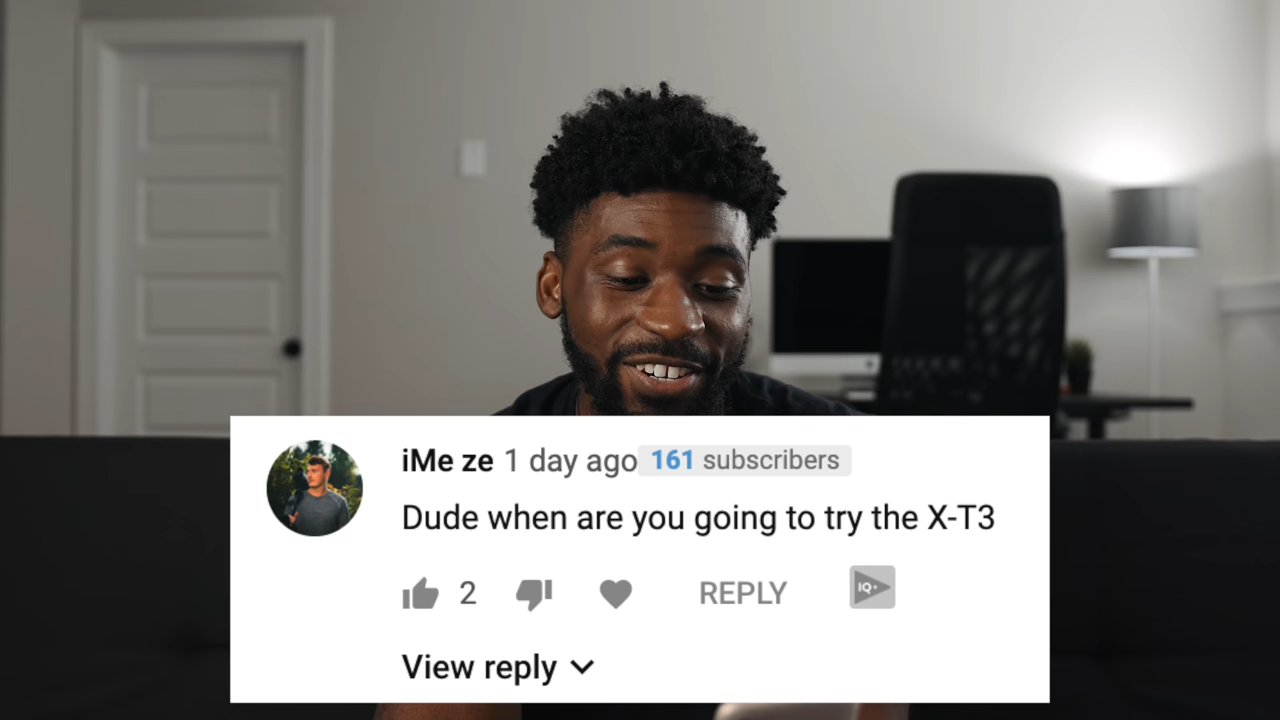 iMe ze 1 day ago 161 subscribers
Dude when are you going to try the X-T3
2 REPLY IQ+
View reply